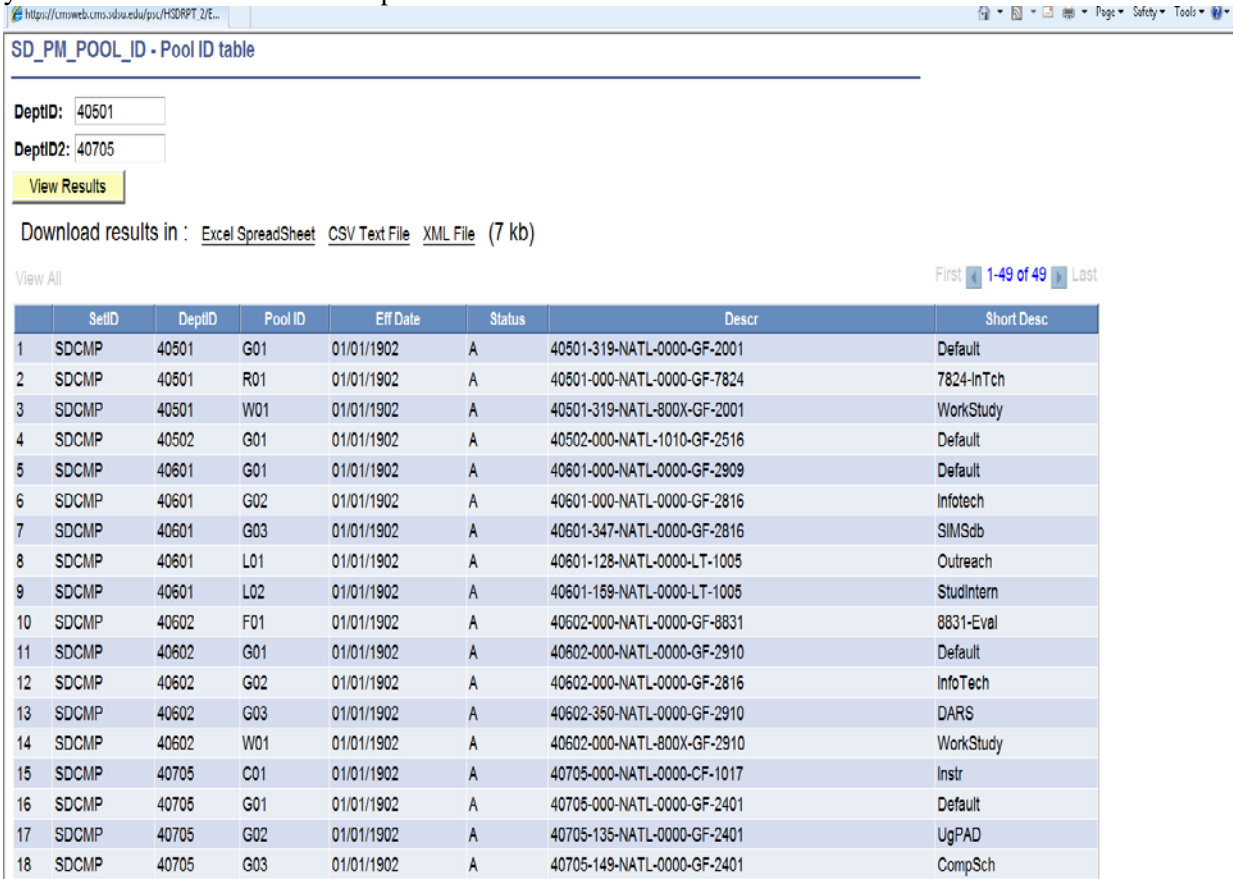 https://cmsweb.cms.sdsu.edu/psc/HSDRPT_2/E... Page Safety Tools
SD_PM_POOL_ID - Pool ID table
DeptID: 40501
DeptID2: 40705
View Results
Download results in : Excel SpreadSheet CSV Text File XML File (7 kb)
View All First 1-49 of 49 Last
SetID DeptID Pool ID Eff Date Status Descr Short Desc
1 SDCMP 40501 G01 01/01/1902 A 40501-319-NATL-0000-GF-2001 Default
2 SDCMP 40501 R01 01/01/1902 A 40501-000-NATL-0000-GF-7824 7824-InTch
3 SDCMP 40501 W01 01/01/1902 A 40501-319-NATL-800X-GF-2001 WorkStudy
4 SDCMP 40502 G01 01/01/1902 A 40502-000-NATL-1010-GF-2516 Default
5 SDCMP 40601 G01 01/01/1902 A 40601-000-NATL-0000-GF-2909 Default
6 SDCMP 40601 G02 01/01/1902 A 40601-000-NATL-0000-GF-2816 Infotech
7 SDCMP 40601 G03 01/01/1902 A 40601-347-NATL-0000-GF-2816 SIMSdb
8 SDCMP 40601 L01 01/01/1902 A 40601-128-NATL-0000-LT-1005 Outreach
9 SDCMP 40601 L02 01/01/1902 A 40601-159-NATL-0000-LT-1005 StudIntern
10 SDCMP 40602 F01 01/01/1902 A 40602-000-NATL-0000-GF-8831 8831-Eval
11 SDCMP 40602 G01 01/01/1902 A 40602-000-NATL-0000-GF-2910 Default
12 SDCMP 40602 G02 01/01/1902 A 40602-000-NATL-0000-GF-2816 InfoTech
13 SDCMP 40602 G03 01/01/1902 A 40602-350-NATL-0000-GF-2910 DARS
14 SDCMP 40602 W01 01/01/1902 A 40602-000-NATL-800X-GF-2910 WorkStudy
15 SDCMP 40705 C01 01/01/1902 A 40705-000-NATL-0000-CF-1017 Instr
16 SDCMP 40705 G01 01/01/1902 A 40705-000-NATL-0000-GF-2401 Default
17 SDCMP 40705 G02 01/01/1902 A 40705-135-NATL-0000-GF-2401 UgPAD
18 SDCMP 40705 G03 01/01/1902 A 40705-149-NATL-0000-GF-2401 CompSch